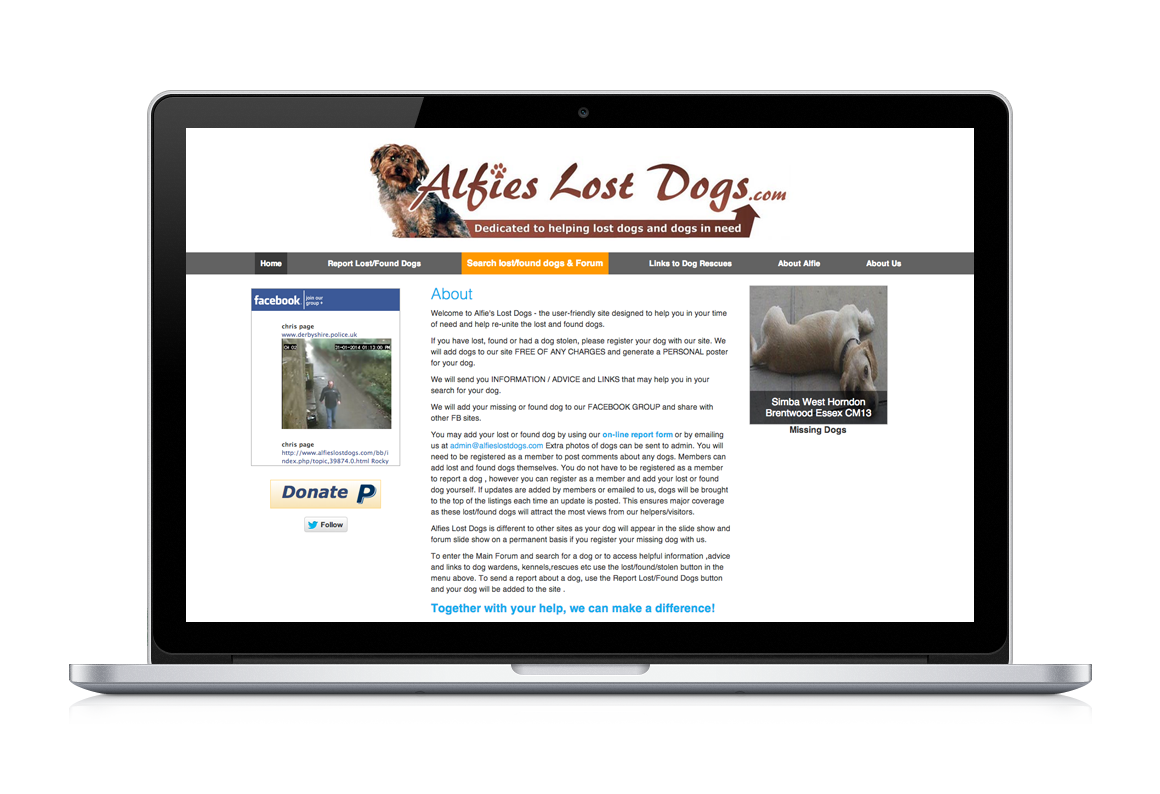 Alfies Lost Dogs.com
Dedicated to helping lost dogs and dogs in need
Home
Report Lost/Found Dogs
Search lost/found dogs & Forum
Links to Dog Rescues
About Alfie
About Us
facebook
join our
group +
chris page
www.derbyshire.police.uk
31-01-2014 01:13:00 PM
chris page
http://www.alfieslostdogs.com/bb/i
ndex.php/topic,39874.0.html Rocky
Donate P
Follow
About
Welcome to Alfie's Lost Dogs - the user-friendly site designed to help you in your time
of need and help re-unite the lost and found dogs.
If you have lost, found or had a dog stolen, please register your dog with our site. We
will add dogs to our site FREE OF ANY CHARGES and generate a PERSONAL poster
for your dog.
We will send you INFORMATION / ADVICE and LINKS that may help you in your
search for your dog.
We will add your missing or found dog to our FACEBOOK GROUP and share with
other FB sites.
You may add your lost or found dog by using our on-line report form or by emailing
us at admin@alfieslostdogs.com Extra photos of dogs can be sent to admin. You will
need to be registered as a member to post comments about any dogs. Members can
add lost and found dogs themselves. You do not have to be registered as a member
to report a dog , however you can register as a member and add your lost or found
dog yourself. If updates are added by members or emailed to us, dogs will be brought
to the top of the listings each time an update is posted. This ensures major coverage
as these lost/found dogs will attract the most views from our helpers/visitors.
Alfies Lost Dogs is different to other sites as your dog will appear in the slide show and
forum slide show on a permanent basis if you register your missing dog with us.
To enter the Main Forum and search for a dog or to access helpful information ,advice
and links to dog wardens, kennels,rescues etc use the lost/found/stolen button in the
menu above. To send a report about a dog, use the Report Lost/Found Dogs button
and your dog will be added to the site .
Together with your help, we can make a difference!
Simba West Horndon
Brentwood Essex CM13
Missing Dogs